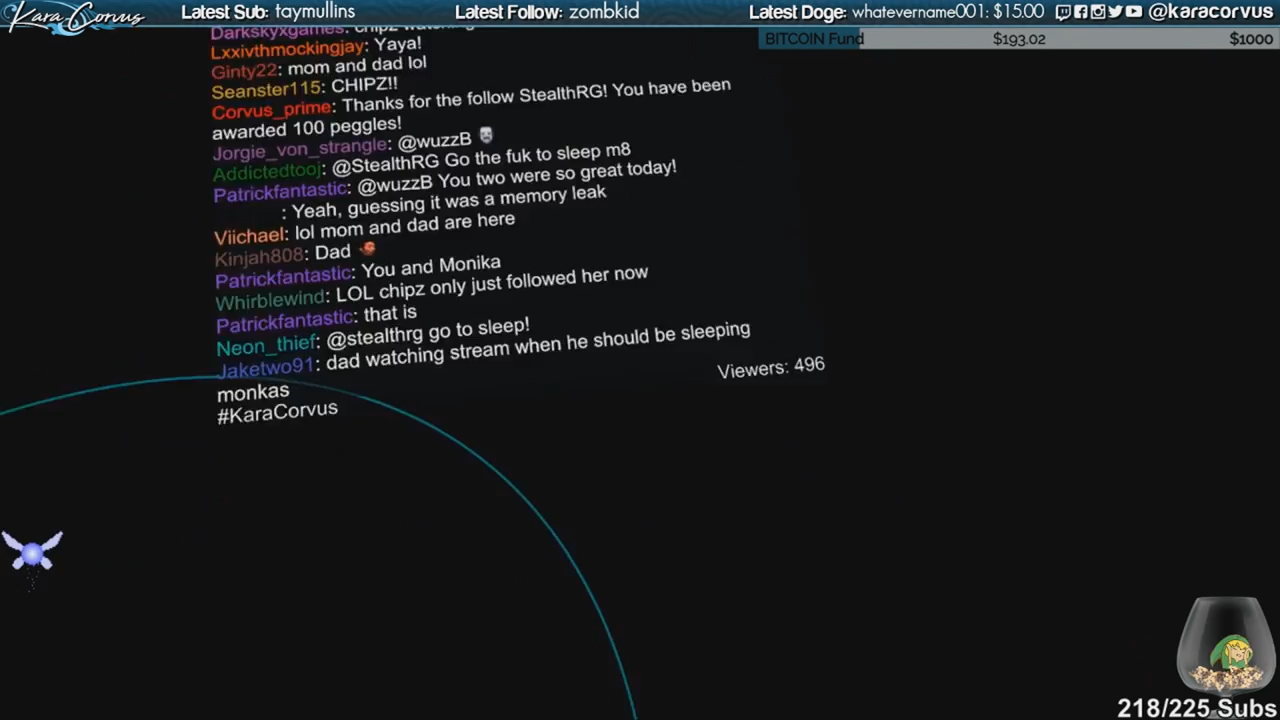 Kara Corvus
Latest Sub: taymullins
Latest Follow: zombkid
Latest Doge: whatevername001: $15.00
@karacorvus
BITCOIN Fund $193.02 $1000
Darkskyxgames: chipz watching
Lxxivthmockingjay: Yaya!
Ginty22: mom and dad lol
Seanster115: CHIPZ!!
Corvus_prime: Thanks for the follow StealthRG! You have been
awarded 100 peggles!
Jorgie_von_strangle: @wuzzB
Addictedtooj: @StealthRG Go the fuk to sleep m8
Patrickfantastic: @wuzzB You two were so great today!
: Yeah, guessing it was a memory leak
Viichael: lol mom and dad are here
Kinjah808: Dad
Patrickfantastic: You and Monika
Whirblewind: LOL chipz only just followed her now
Patrickfantastic: that is
Neon_thief: @stealthrg go to sleep!
Jaketwo91: dad watching stream when he should be sleeping
monkas
#KaraCorvus
Viewers: 496
218/225 Subs